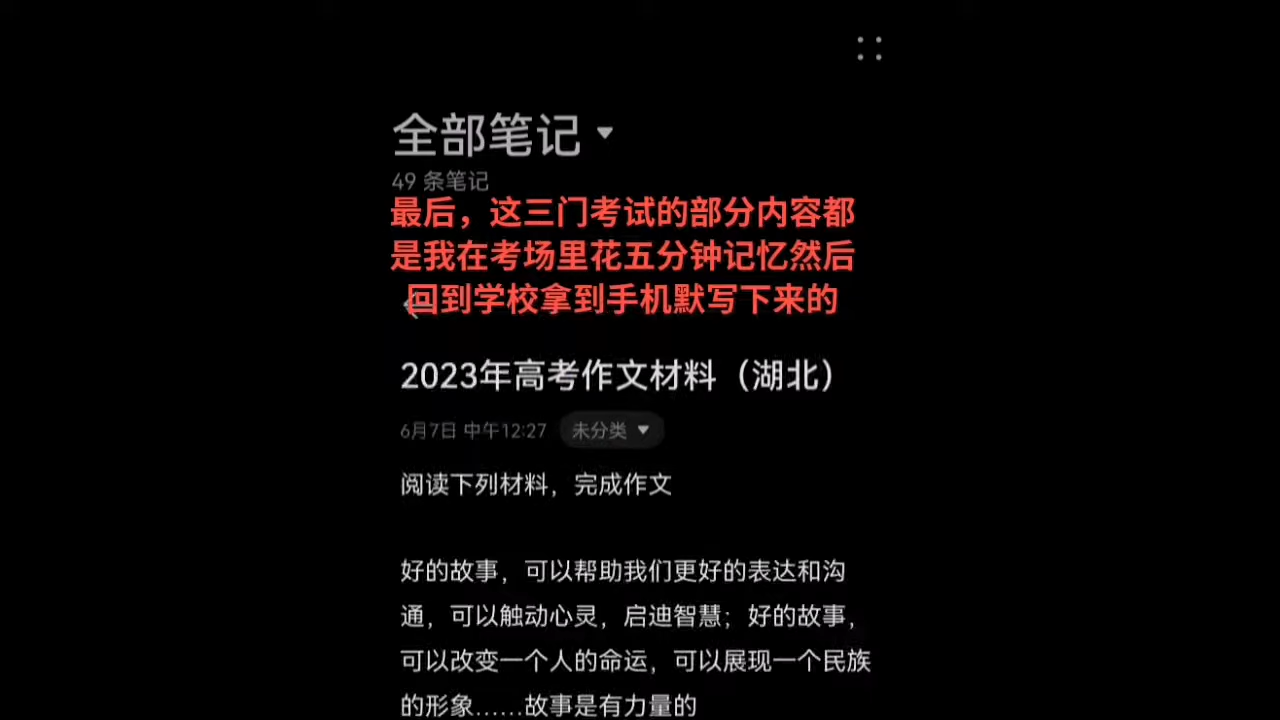 全部笔记
49 条笔记
最后，这三门考试的部分内容都
是我在考场里花五分钟记忆然后
回到学校拿到手机默写下来的
2023年高考作文材料（湖北）
6月7日 中午12:27 未分类
阅读下列材料，完成作文
好的故事，可以帮助我们更好的表达和沟
通，可以触动心灵，启迪智慧；好的故事，
可以改变一个人的命运，可以展现一个民族
的形象……故事是有力量的